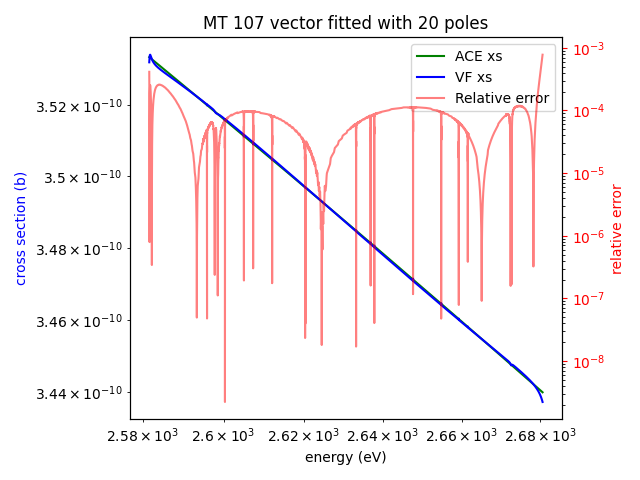 MT 107 vector fitted with 20 poles
ACE xs
VF xs
Relative error
cross section (b)
3.52 × 10⁻¹⁰
3.5 × 10⁻¹⁰
3.48 × 10⁻¹⁰
3.46 × 10⁻¹⁰
3.44 × 10⁻¹⁰
10⁻³
10⁻⁴
10⁻⁵
10⁻⁶
10⁻⁷
10⁻⁸
relative error
2.58 × 10³ 2.6 × 10³ 2.62 × 10³ 2.64 × 10³ 2.66 × 10³ 2.68 × 10³
energy (eV)